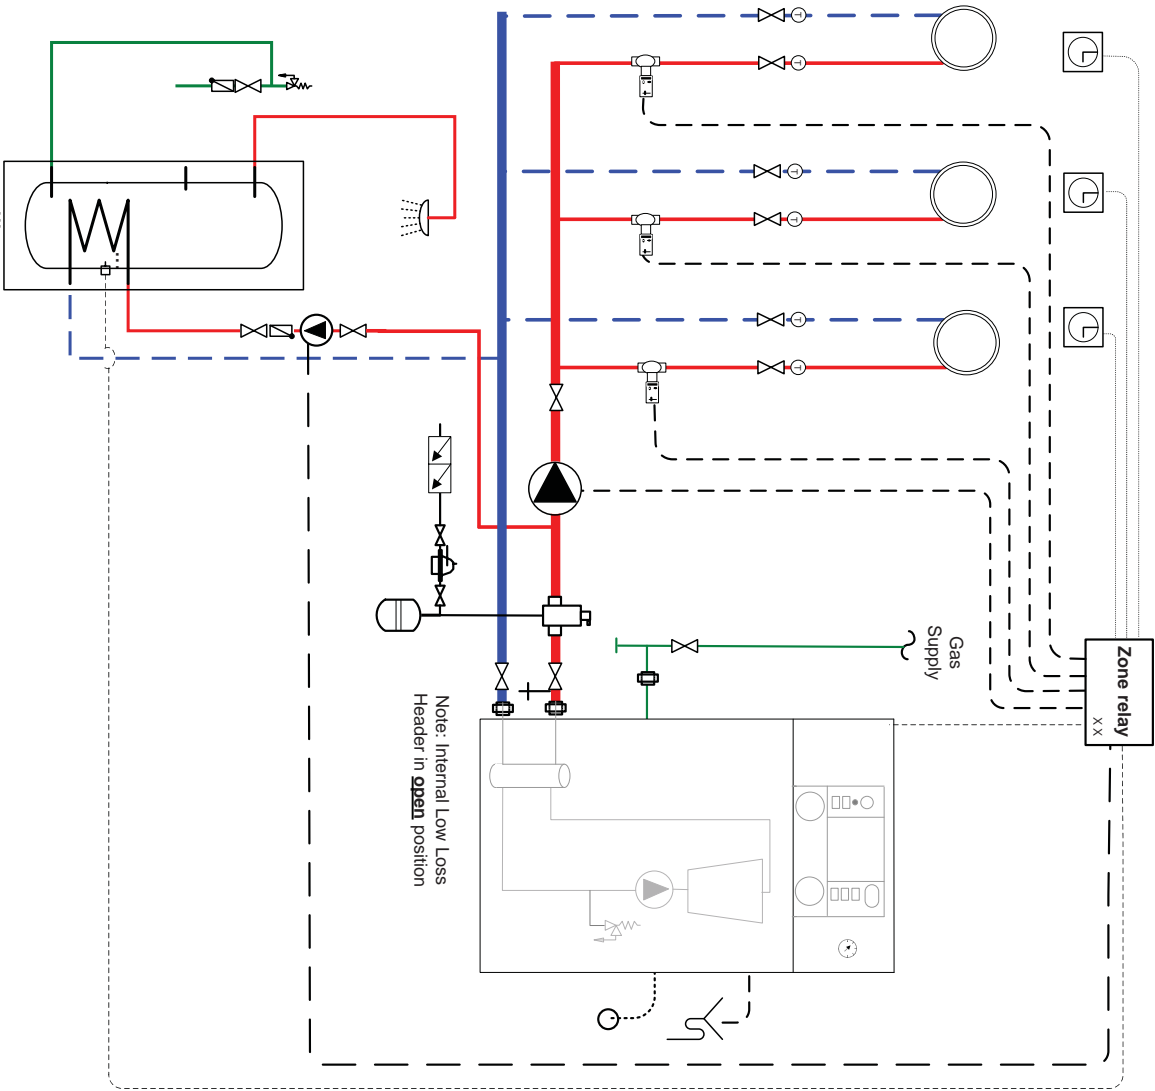 Gas
Supply
Zone relay
X X
Note: Internal Low Loss
Header in open position
T
T
T
T
T
T